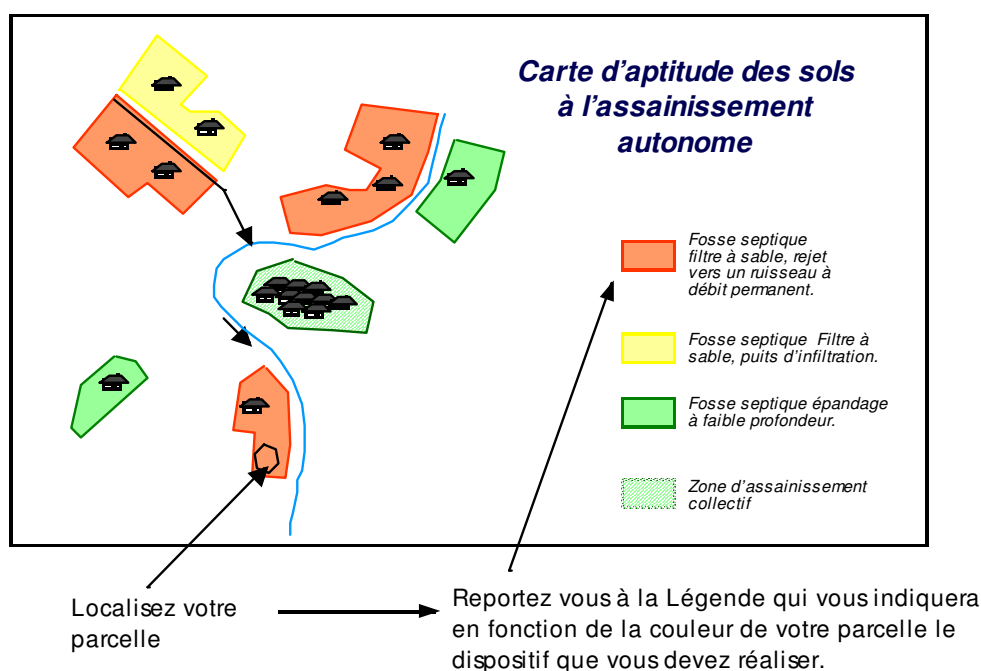 Carte d'aptitude des sols
à l'assainissement
autonome
Fosse septique
filtre à sable, rejet
vers un ruisseau à
débit permanent.
Fosse septique Filtre à
sable, puits d'infiltration.
Fosse septique épandage
à faible profondeur.
Zone d'assainissement
collectif
Localisez votre
parcelle
Reportez vous à la Légende qui vous indiquera
en fonction de la couleur de votre parcelle le
dispositif que vous devez réaliser.